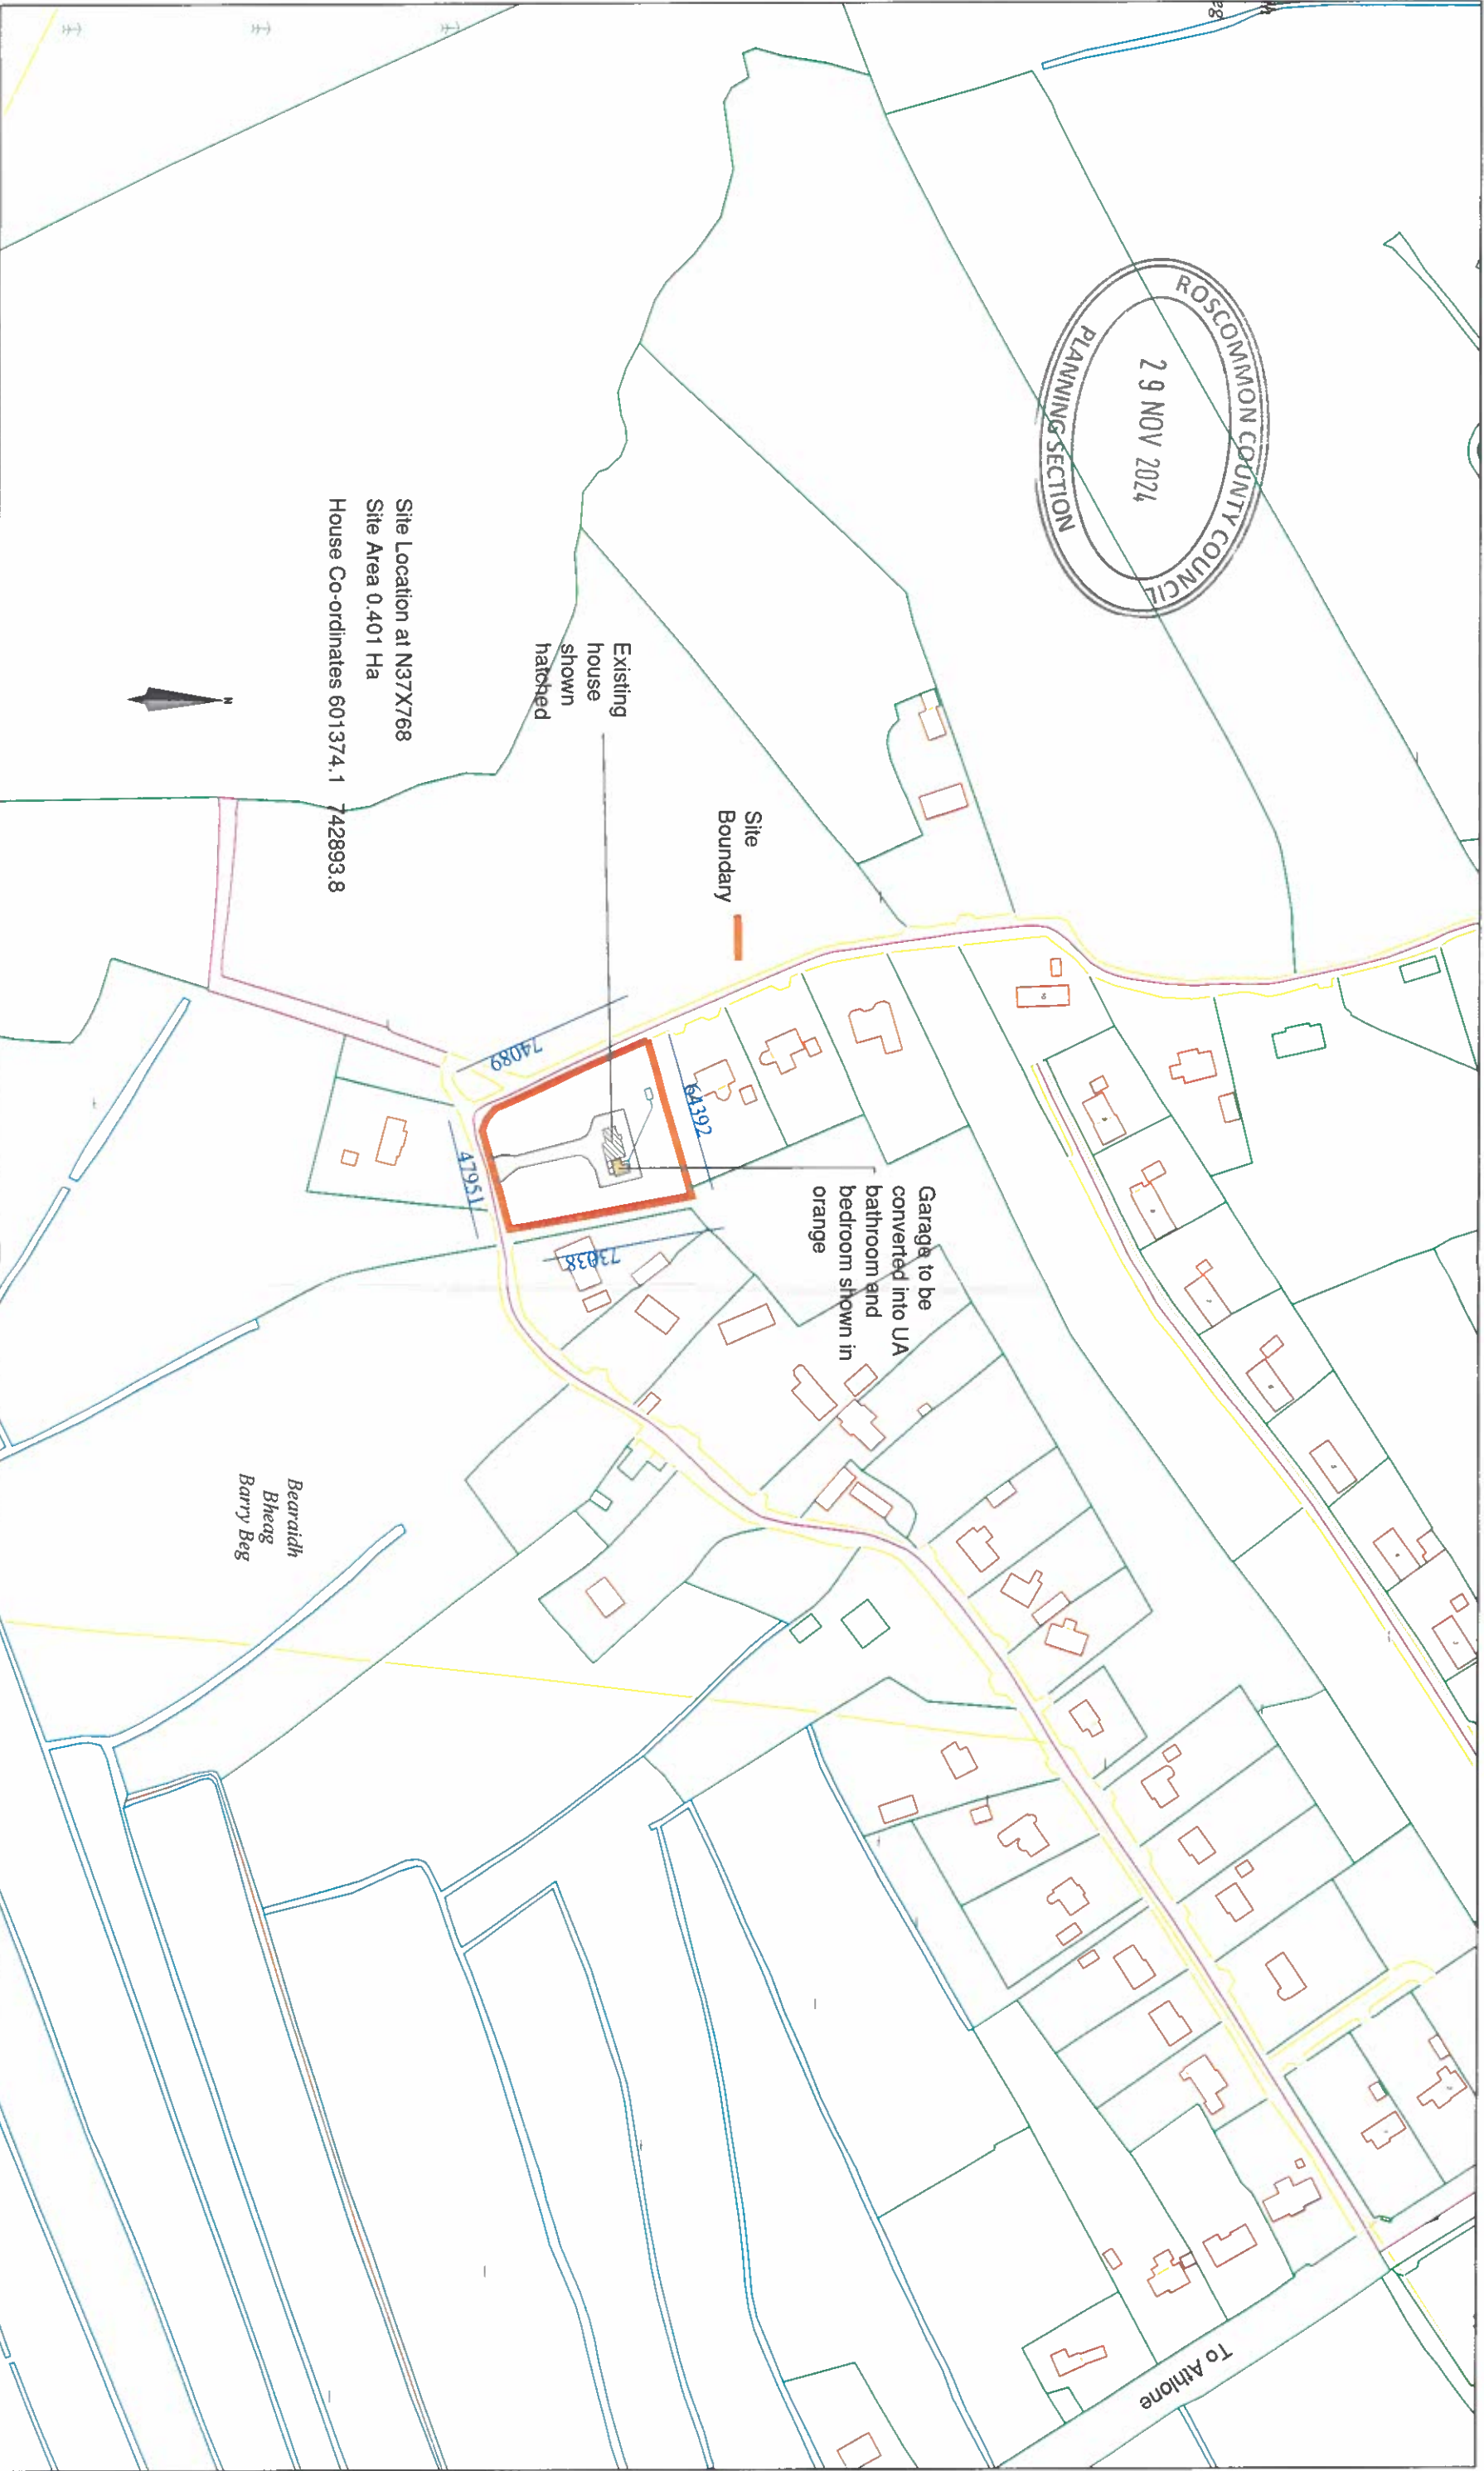 ROSCOMMON COUNTY COUNCIL
29 NOV 2024
PLANNING SECTION
Site
Boundary
Existing
house
shown
hatched
Garage to be
converted into UA
bathroom and
bedroom shown in
orange
64392
74089
47951
73038
Site Location at N37X768
Site Area 0.401 Ha
House Co-ordinates 601374.1 742893.8
N
Bearaidh
Bheag
Barry Beg
To Athlone